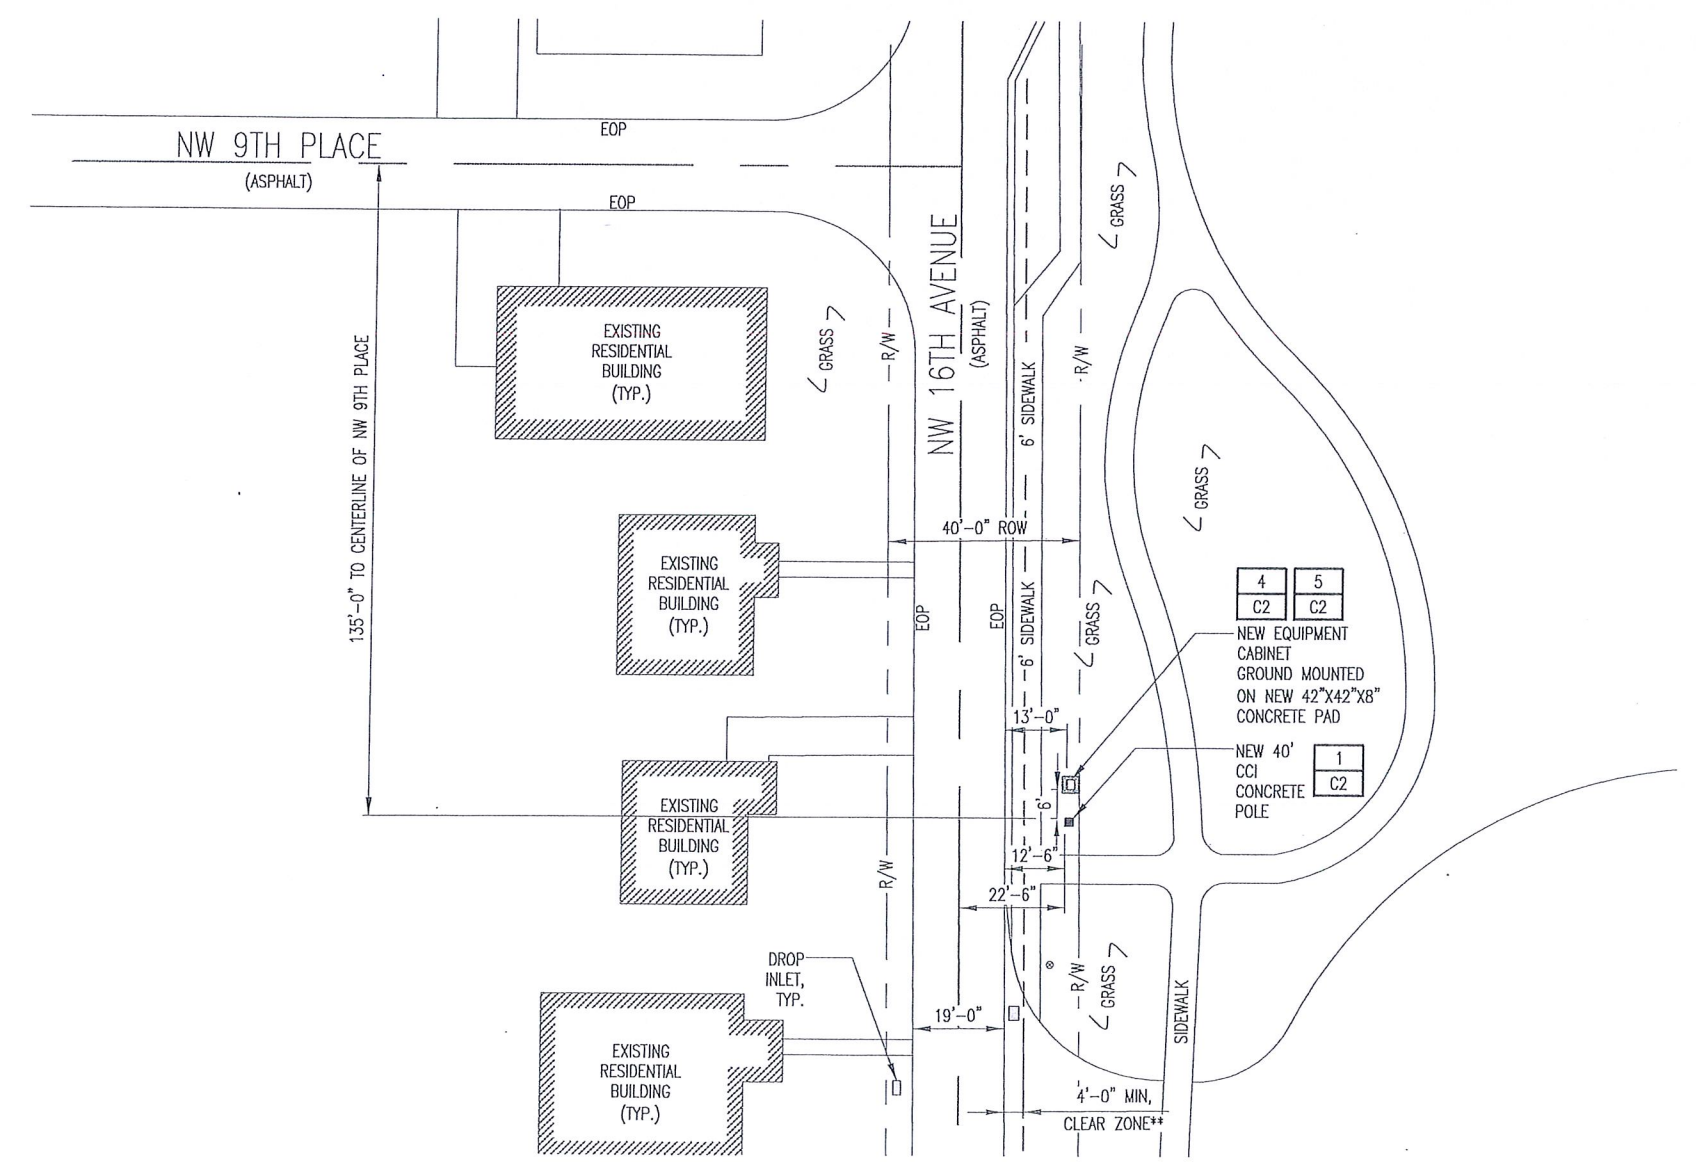 EOP
NW 9TH PLACE
(ASPHALT)
EOP
GRASS
NW 16TH AVENUE
(ASPHALT)
EXISTING
RESIDENTIAL
BUILDING
(TYP.)
GRASS
R/W
R/W
6' SIDEWALK
135'-0" TO CENTERLINE OF NW 9TH PLACE
GRASS
40'-0" ROW
EXISTING
RESIDENTIAL
BUILDING
(TYP.)
EOP
EOP
6' SIDEWALK
GRASS
4
C2
5
C2
NEW EQUIPMENT
CABINET
GROUND MOUNTED
ON NEW 42"X42"X8"
CONCRETE PAD
13'-0"
NEW 40'
CCI
CONCRETE
POLE
1
C2
6'
EXISTING
RESIDENTIAL
BUILDING
(TYP.)
12'-6"
R/W
22'-6"
DROP
INLET,
TYP.
R/W
GRASS
19'-0"
SIDEWALK
EXISTING
RESIDENTIAL
BUILDING
(TYP.)
4'-0" MIN,
CLEAR ZONE**